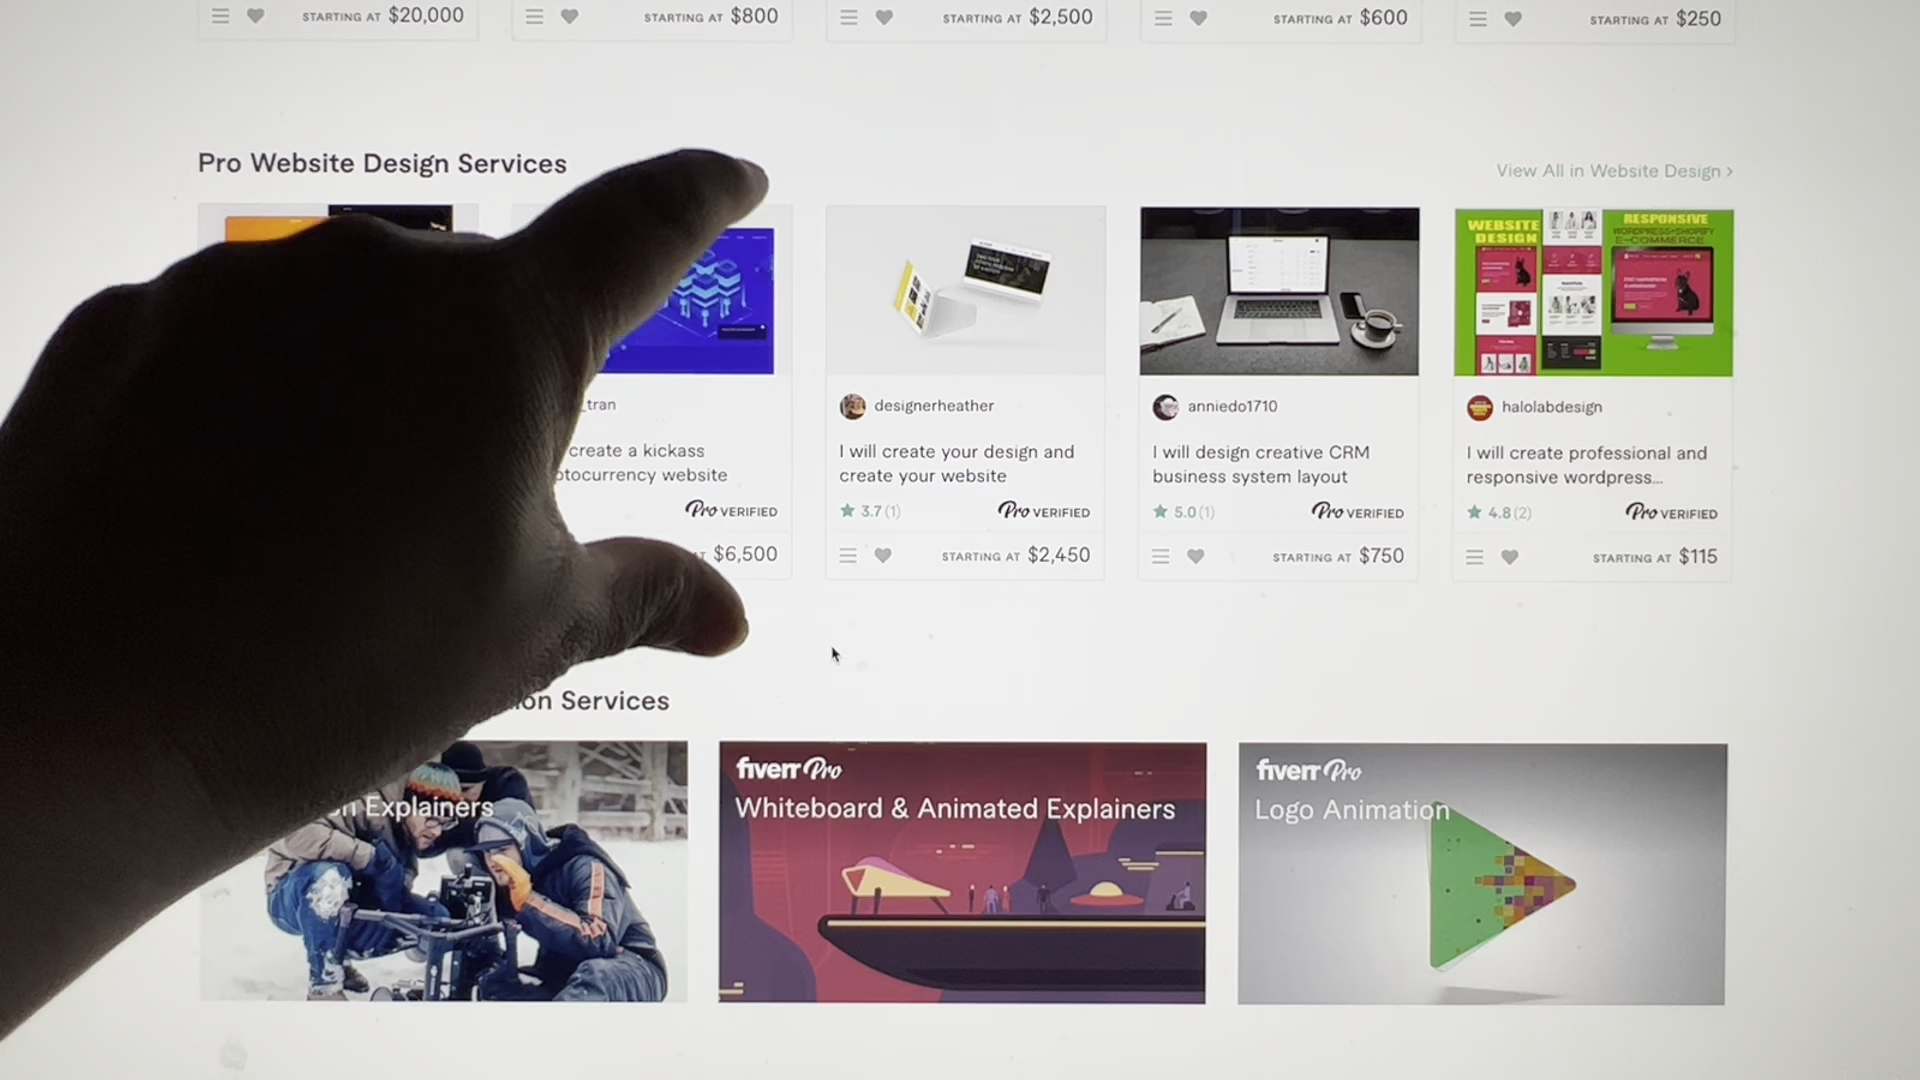 STARTING AT $20,000
STARTING AT $800
STARTING AT $2,500
STARTING AT $600
STARTING AT $250
Pro Website Design Services
View All in Website Design ›
WEBSITE DESIGN
RESPONSIVE
WORDPRESS+SHOPIFY
E-COMMERCE
_tran
create a kickass
ptocurrency website
Pro VERIFIED
$6,500
designerheather
I will create your design and
create your website
3.7 (1)
Pro VERIFIED
STARTING AT $2,450
anniedo1710
I will design creative CRM
business system layout
5.0 (1)
Pro VERIFIED
STARTING AT $750
halolabdesign
I will create professional and
responsive wordpress...
4.8 (2)
Pro VERIFIED
STARTING AT $115
on Services
Explainers
fiverr Pro
Whiteboard & Animated Explainers
fiverr Pro
Logo Animation